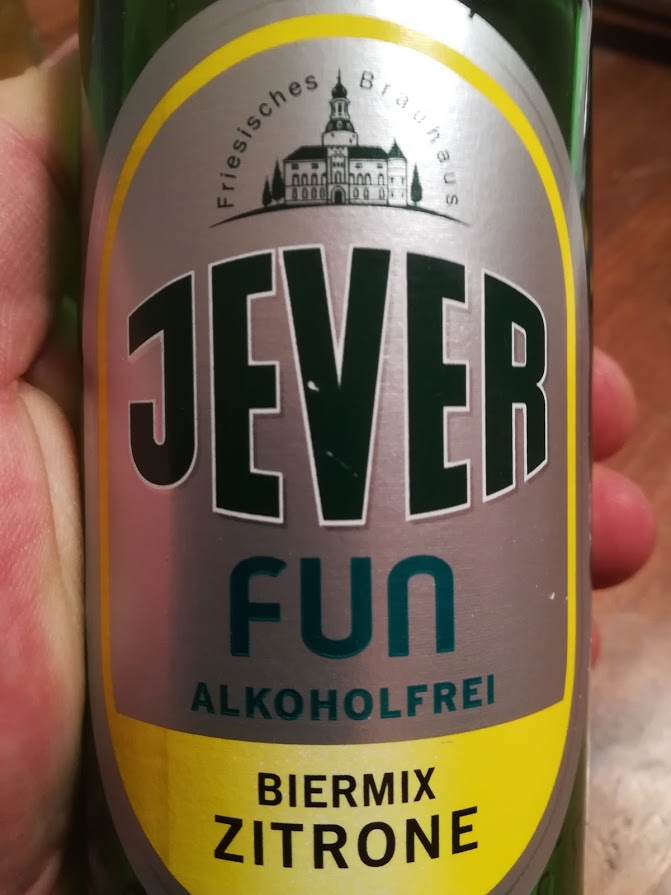 Friesisches Brauhaus
JEVER
FUN
ALKOHOLFREI
BIERMIX
ZITRONE